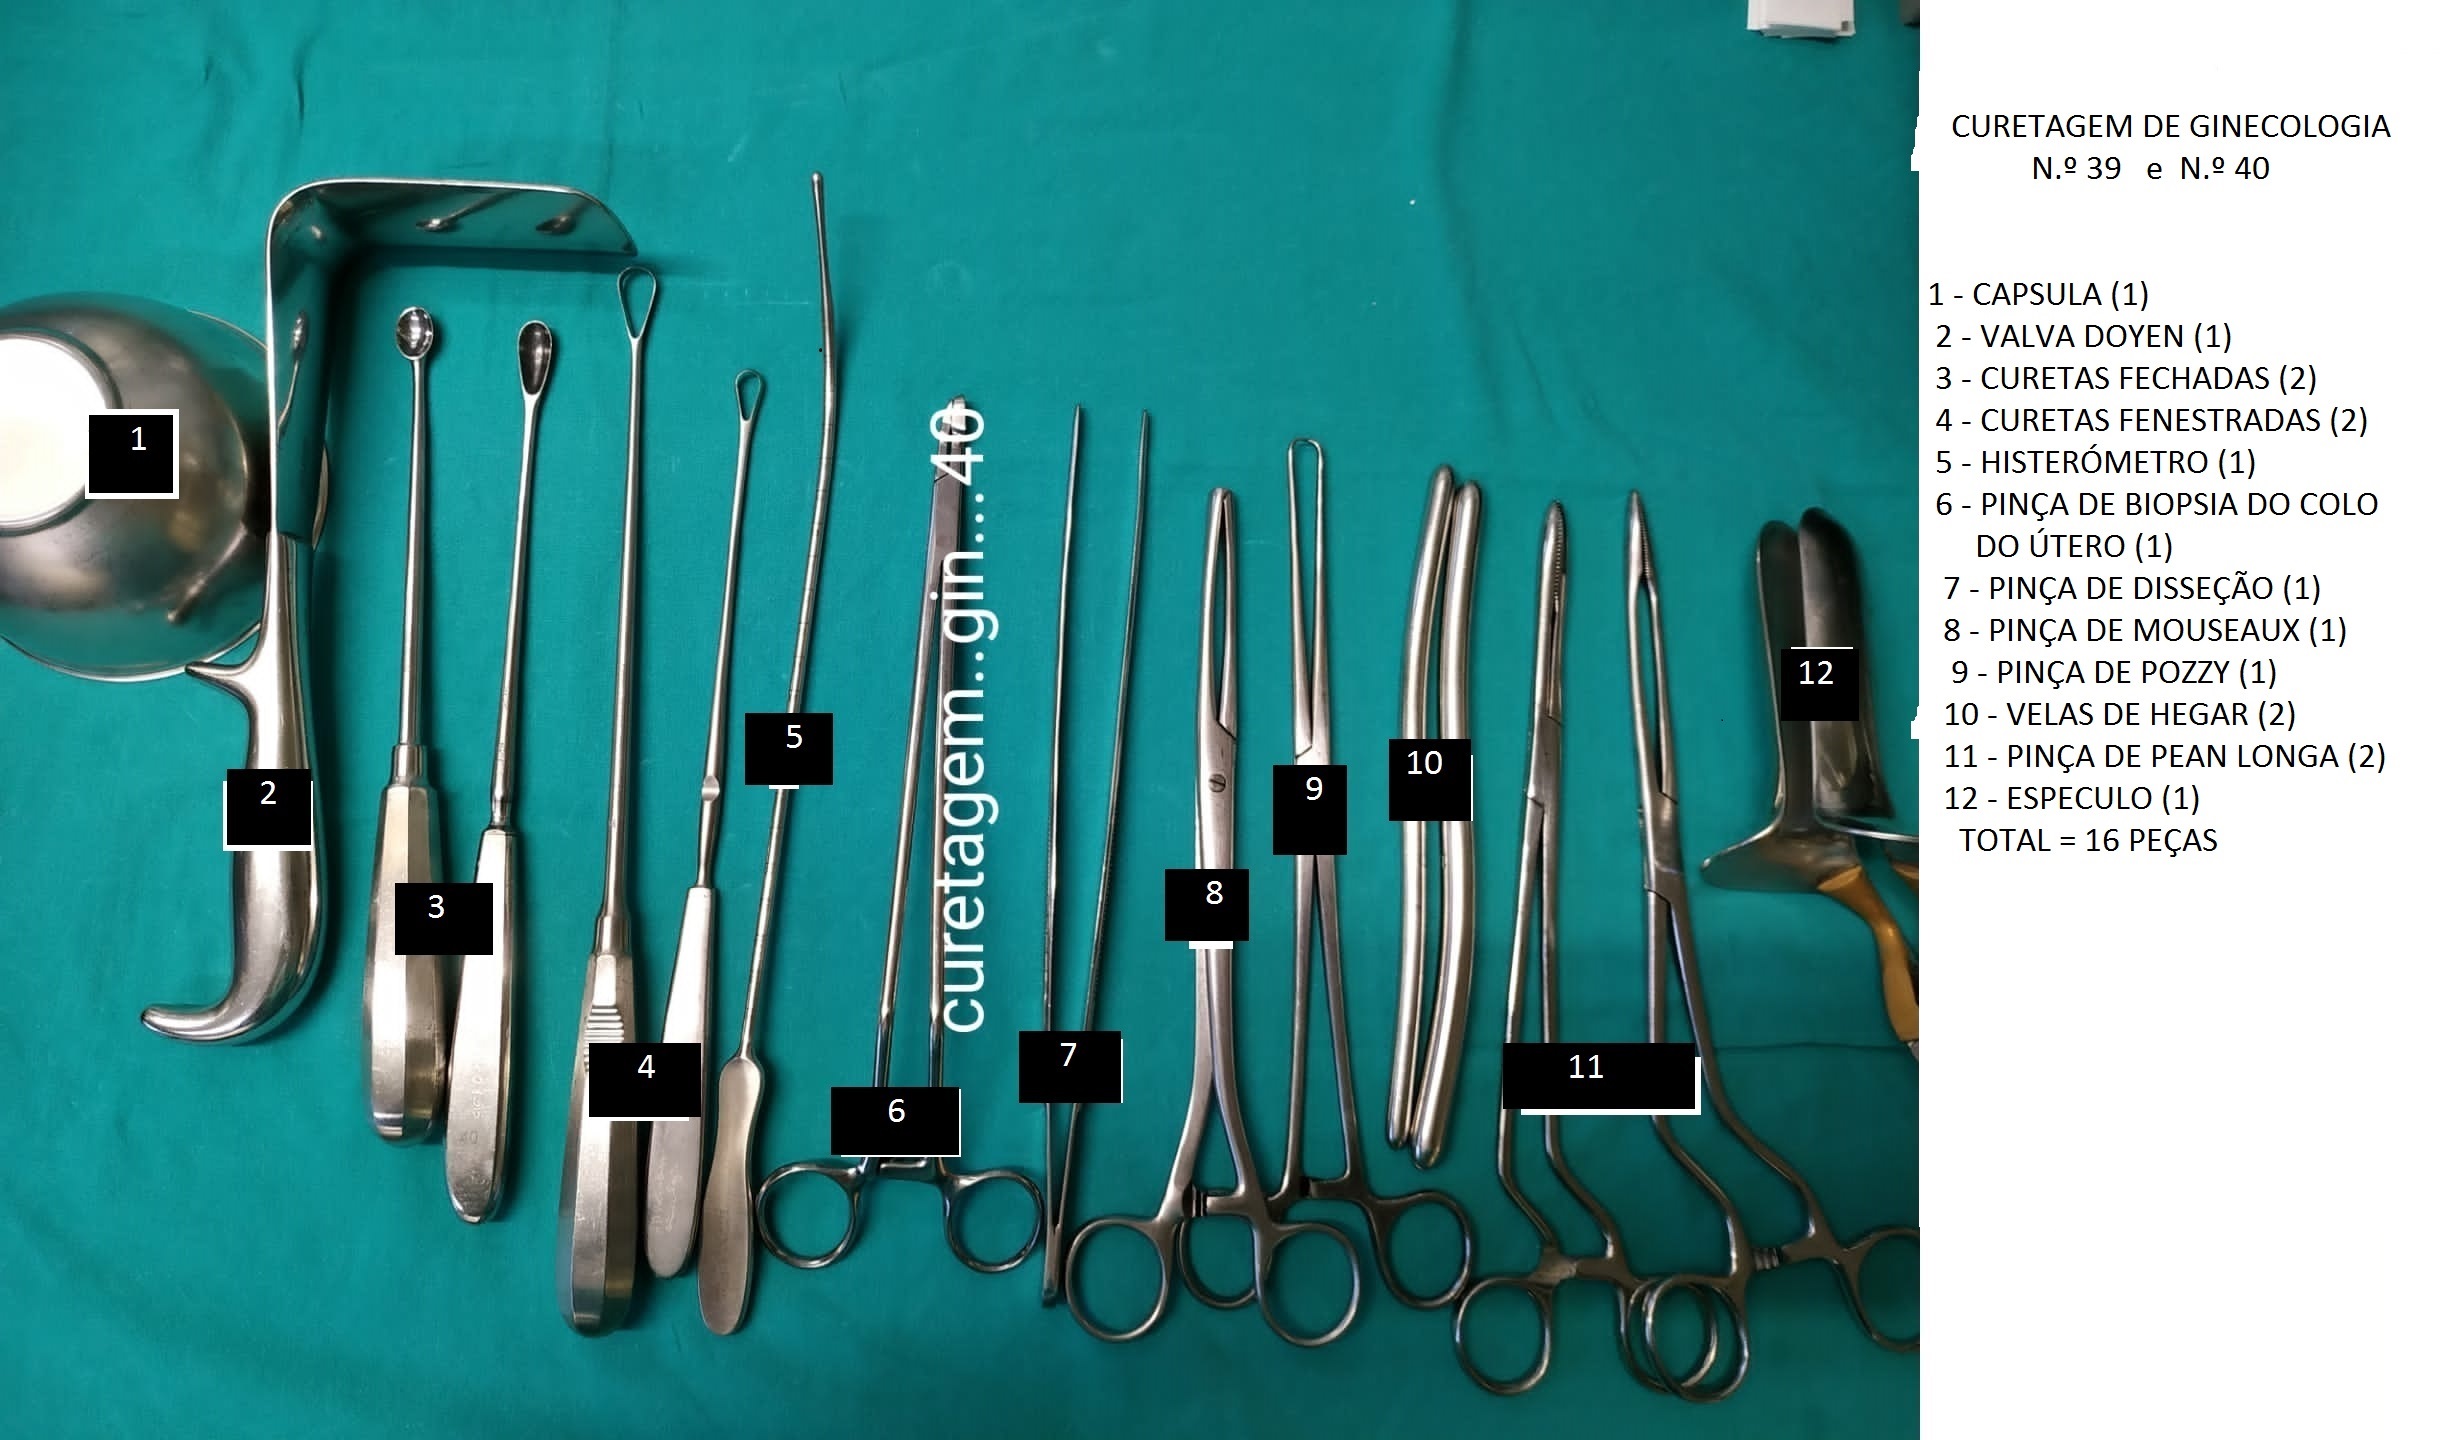 CURETAGEM DE GINECOLOGIA
N.º 39 e N.º 40
1 - CAPSULA (1)
2 - VALVA DOYEN (1)
3 - CURETAS FECHADAS (2)
4 - CURETAS FENESTRADAS (2)
5 - HISTERÓMETRO (1)
6 - PINÇA DE BIOPSIA DO COLO
DO ÚTERO (1)
7 - PINÇA DE DISSEÇÃO (1)
8 - PINÇA DE MOUSEAUX (1)
9 - PINÇA DE POZZY (1)
10 - VELAS DE HEGAR (2)
11 - PINÇA DE PEAN LONGA (2)
12 - ESPECULO (1)
TOTAL = 16 PEÇAS
curetagem..gin...40
1
2
3
4
5
6
7
8
9
10
11
12